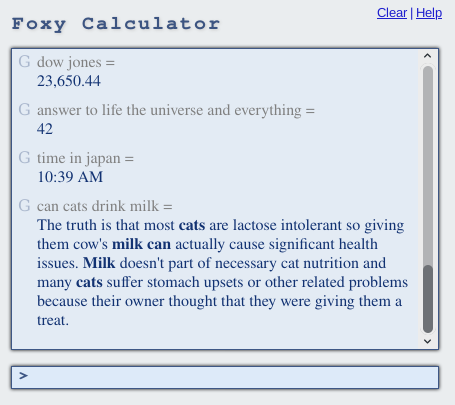 Foxy Calculator
Clear | Help
G dow jones =
23,650.44
G answer to life the universe and everything =
42
G time in japan =
10:39 AM
G can cats drink milk =
The truth is that most cats are lactose intolerant so giving
them cow's milk can actually cause significant health
issues. Milk doesn't part of necessary cat nutrition and
many cats suffer stomach upsets or other related problems
because their owner thought that they were giving them a
treat.
>